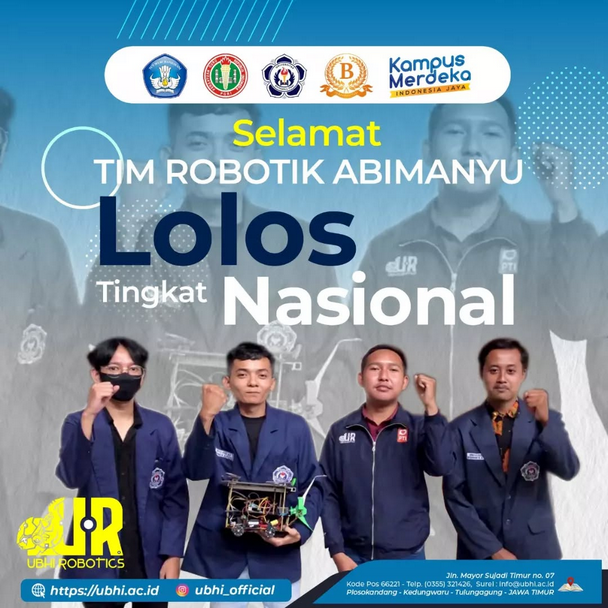 Kampus
Merdeka
INDONESIA JAYA
Selamat
TIM ROBOTIK ABIMANYU
Lolos
Tingkat Nasional
UR
PTI
UBHI ROBOTICS
https://ubhi.ac.id
ubhi_official
Jln. Mayor Sujadi Timur no. 07
Kode Pos 66221 - Telp. (0355) 321426, Surel : info@ubhi.ac.id
Plosokandang - Kedungwaru - Tulungagung - JAWA TIMUR